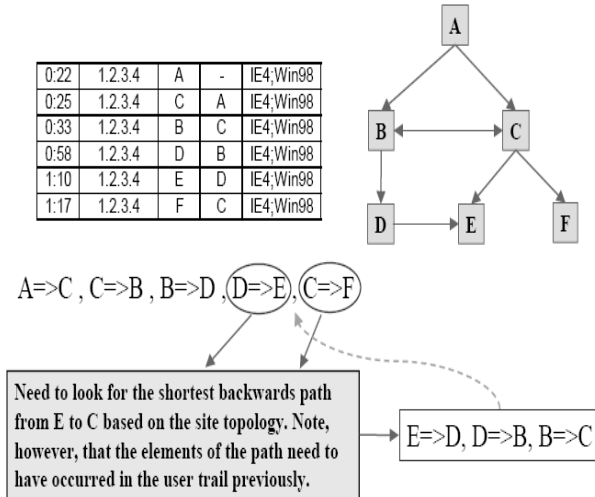 A
0:22 1.2.3.4 A - IE4;Win98
0:25 1.2.3.4 C A IE4;Win98
0:33 1.2.3.4 B C IE4;Win98
0:58 1.2.3.4 D B IE4;Win98
1:10 1.2.3.4 E D IE4;Win98
1:17 1.2.3.4 F C IE4;Win98
B C
D E F
A=>C , C=>B , B=>D , D=>E , C=>F
Need to look for the shortest backwards path
from E to C based on the site topology. Note,
however, that the elements of the path need to
have occurred in the user trail previously.
E=>D, D=>B, B=>C